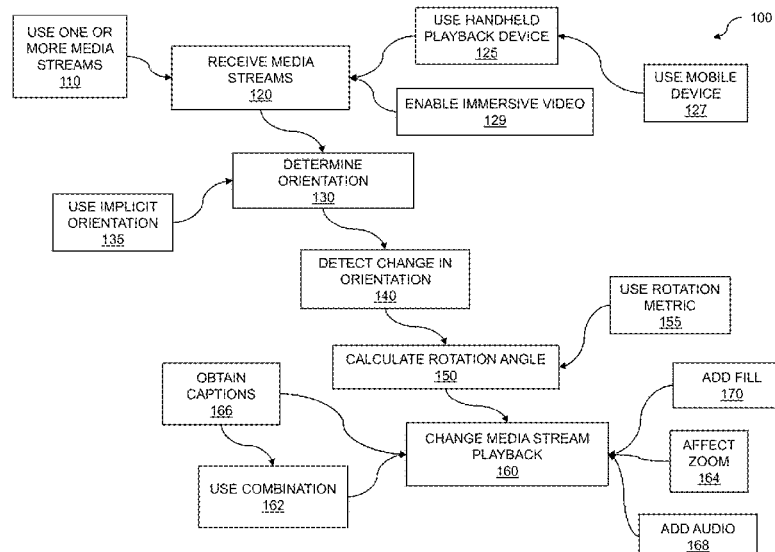 100
USE ONE OR
MORE MEDIA
STREAMS
110
RECEIVE MEDIA
STREAMS
120
USE HANDHELD
PLAYBACK DEVICE
125
USE MOBILE
DEVICE
127
ENABLE IMMERSIVE VIDEO
129
DETERMINE
ORIENTATION
130
USE IMPLICIT
ORIENTATION
135
DETECT CHANGE IN
ORIENTATION
140
USE ROTATION
METRIC
155
CALCULATE ROTATION ANGLE
150
OBTAIN
CAPTIONS
166
ADD FILL
170
CHANGE MEDIA STREAM
PLAYBACK
160
AFFECT
ZOOM
164
USE COMBINATION
162
ADD AUDIO
168